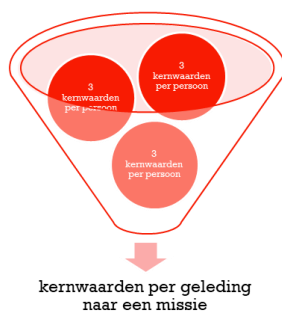 3
kernwaarden
per persoon
3
kernwaarden
per persoon
3
kernwaarden
per persoon
kernwaarden per geleding
naar een missie